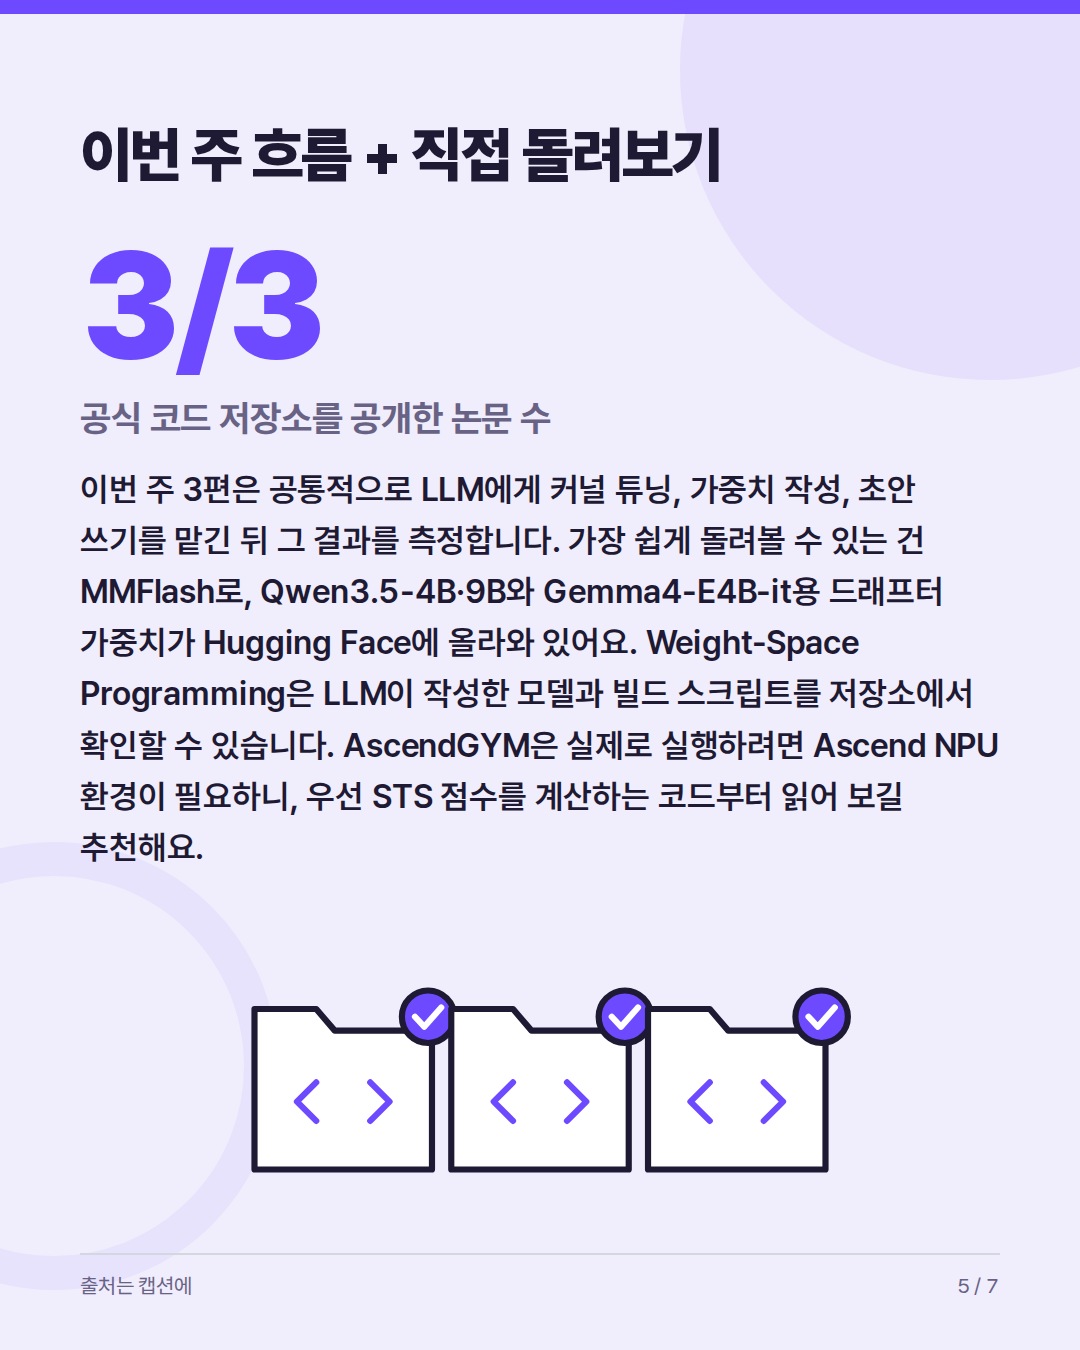 이번 주 흐름 + 직접 돌려보기
3/3
공식 코드 저장소를 공개한 논문 수
이번 주 3편은 공통적으로 LLM에게 커널 튜닝, 가중치 작성, 초안
쓰기를 맡긴 뒤 그 결과를 측정합니다. 가장 쉽게 돌려볼 수 있는 건
MMFlash로, Qwen3.5-4B·9B와 Gemma4-E4B-it용 드래프터
가중치가 Hugging Face에 올라와 있어요. Weight-Space
Programming은 LLM이 작성한 모델과 빌드 스크립트를 저장소에서
확인할 수 있습니다. AscendGYM은 실제로 실행하려면 Ascend NPU
환경이 필요하니, 우선 STS 점수를 계산하는 코드부터 읽어 보길
추천해요.
출처는 캡션에
5 / 7